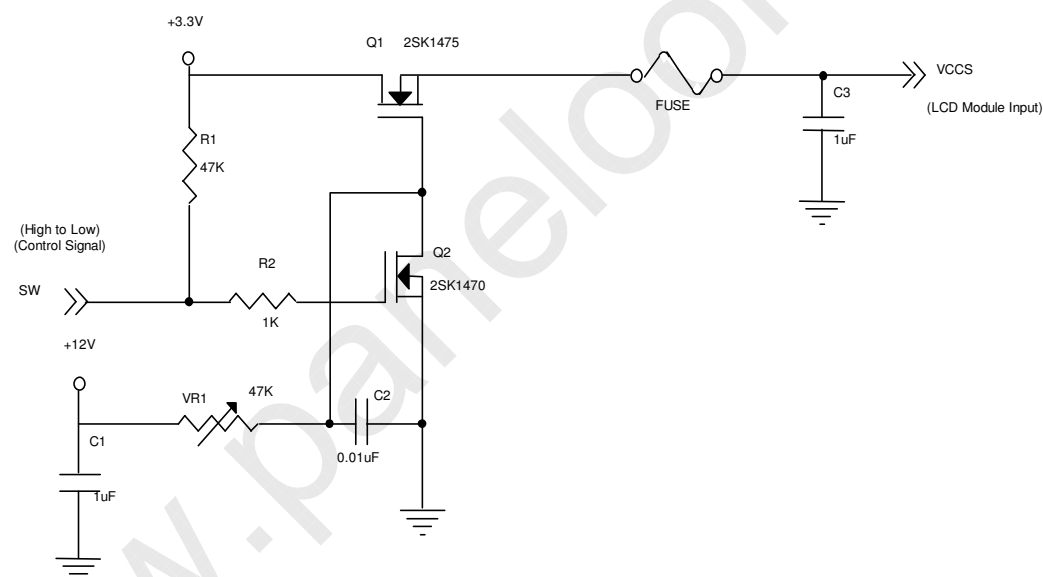 +3.3V
Q1 2SK1475
VCCS
FUSE
C3
(LCD Module Input)
1uF
R1
47K
(High to Low)
(Control Signal)
R2
Q2
SW
2SK1470
1K
+12V
VR1
47K
C2
C1
0.01uF
1uF
w.paneloo